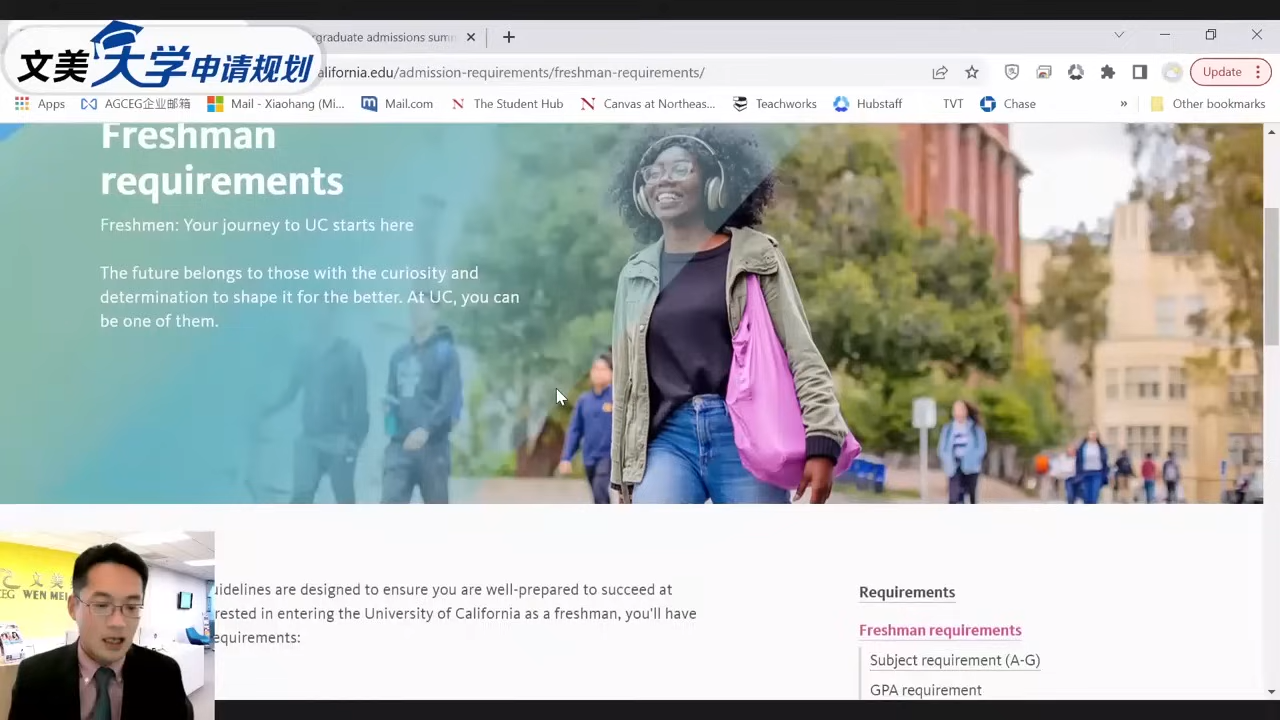 文美大学申请规划
rgraduate admissions summ
alifornia.edu/admission-requirements/freshman-requirements/
Update
Apps
AGCEG企业邮箱
Mail - Xiaohang (Mi...
Mail.com
The Student Hub
Canvas at Northeas...
Teachworks
Hubstaff
TVT
Chase
»
Other bookmarks
Freshman
requirements
Freshmen: Your journey to UC starts here
The future belongs to those with the curiosity and
determination to shape it for the better. At UC, you can
be one of them.
uidelines are designed to ensure you are well-prepared to succeed at
rested in entering the University of California as a freshman, you'll have
equirements:
Requirements
Freshman requirements
Subject requirement (A-G)
GPA requirement
文美
CEG WEN MEI